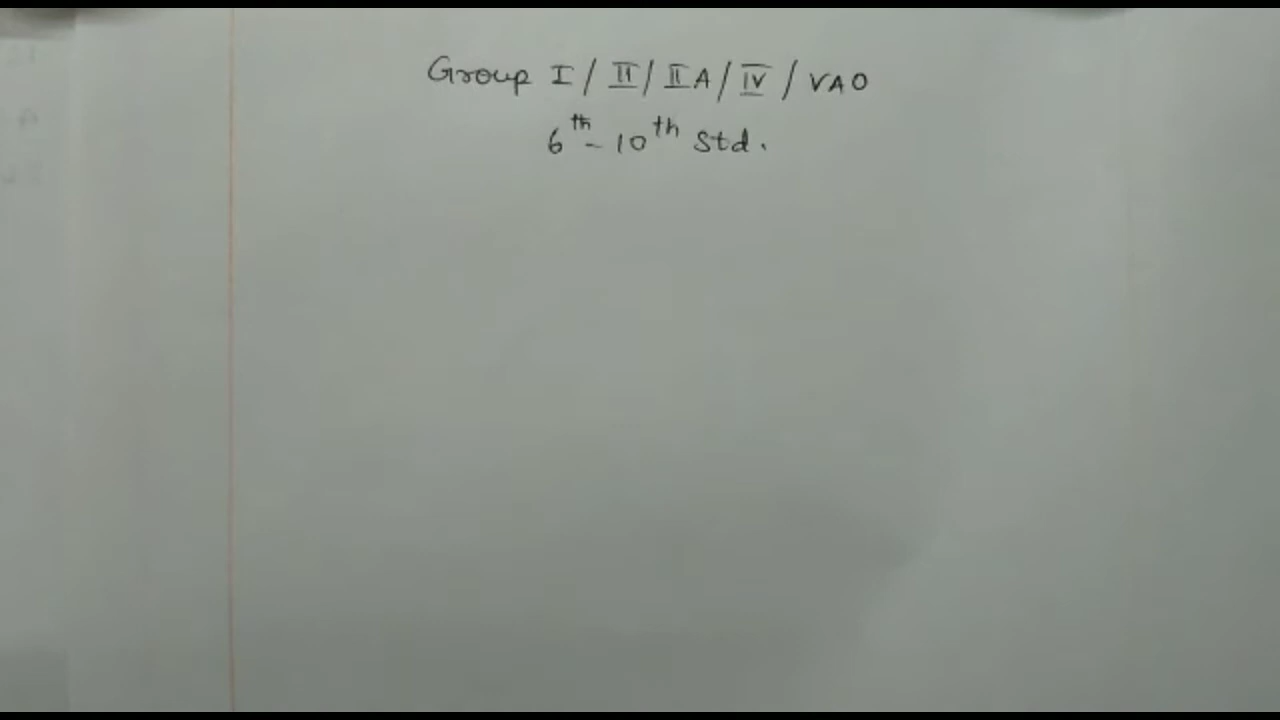 Group I / II / II A / IV / VAO
6th - 10th Std.